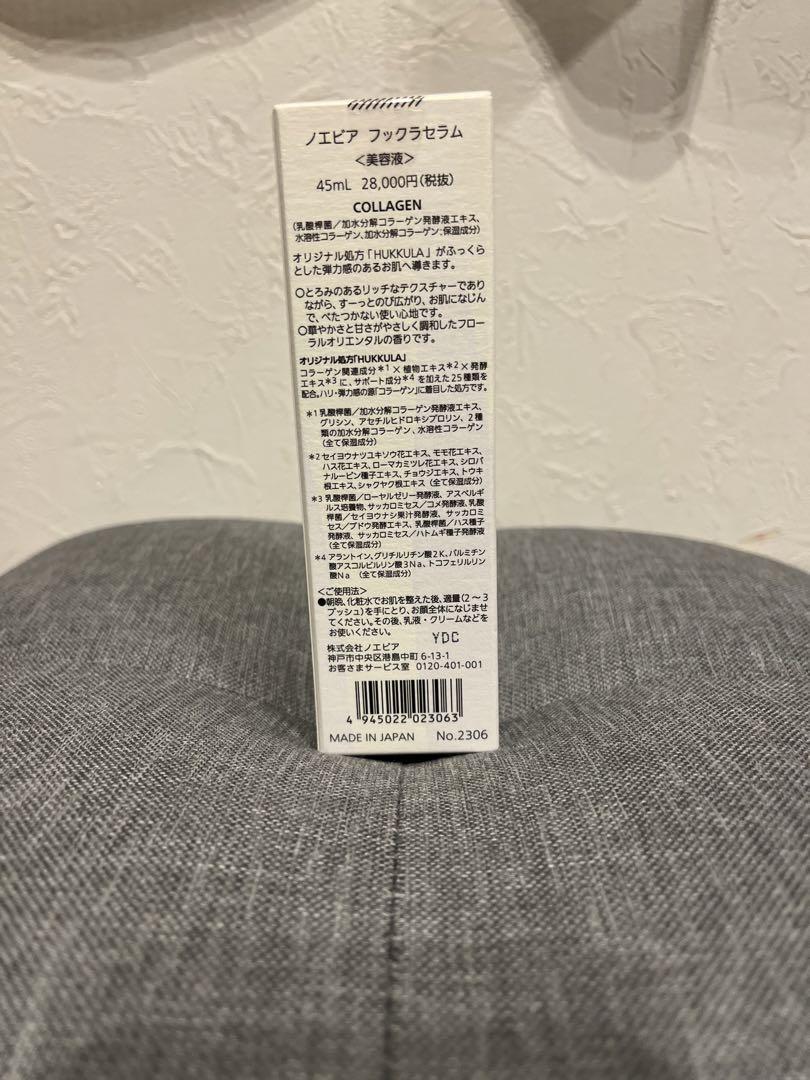 ノエビア フックラセラム
<美容液>
45mL 28,000円(税抜)
COLLAGEN
(乳酸桿菌/加水分解コラーゲン発酵液エキス、
水溶性コラーゲン、加水分解コラーゲン;保湿成分)
オリジナル処方「HUKKULA」がふっくら
とした弾力感のあるお肌へ導きます。
○とろみのあるリッチなテクスチャーであり
ながら、すーっとのび広がり、お肌になじん
で、べたつかない使い心地です。
○華やかさと甘さがやさしく調和したフロー
ラルオリエンタルの香りです。
オリジナル処方「HUKKULA」
コラーゲン関連成分*1×植物エキス*2×発酵
エキス*3に、サポート成分*4を加えた25種類を
配合。ハリ・弾力感の源「コラーゲン」に着目した処方です。
*1 乳酸桿菌/加水分解コラーゲン発酵液エキス、
グリシン、アセチルヒドロキシプロリン、2種
類の加水分解コラーゲン、水溶性コラーゲン
(全て保湿成分)
*2 セイヨウナツユキソウ花エキス、モモ花エキス、
ハス花エキス、ローマカミツレ花エキス、シロバ
ナルーピン種子エキス、チョウジエキス、トウキ
根エキス、シャクヤク根エキス (全て保湿成分)
*3 乳酸桿菌/ローヤルゼリー発酵液、アスペルギ
ルス培養物、サッカロミセス/コメ発酵液、乳酸
桿菌/セイヨウナシ果汁発酵液、サッカロミ
セス/ブドウ発酵エキス、乳酸桿菌/ハス種子
発酵液、サッカロミセス/ハトムギ種子発酵液
(全て保湿成分)
*4 アラントイン、グリチルリチン酸2K、パルミチン
酸アスコルビルリン酸3Na、トコフェリルリン
酸Na (全て保湿成分)
<ご使用法>
●朝晩、化粧水でお肌を整えた後、適量(2〜3
プッシュ)を手にとり、お顔全体になじませ
てください。その後、乳液・クリームなどを
お使いください。
YDC
株式会社ノエビア
神戸市中央区港島中町6-13-1
お客さまサービス室 0120-401-001
4 945022 023063
MADE IN JAPAN No.2306